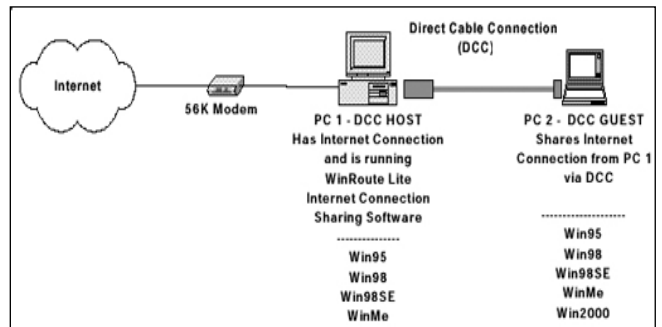 Direct Cable Connection
(DCC)
Internet
56K Modem
PC 1 - DCC HOST
Has Internet Connection
and is running
WinRoute Lite
Internet Connection
Sharing Software
---------------
Win95
Win98
Win98SE
WinMe
PC 2 - DCC GUEST
Shares Internet
Connection from PC 1
via DCC
--------------------
Win95
Win98
Win98SE
WinMe
Win2000